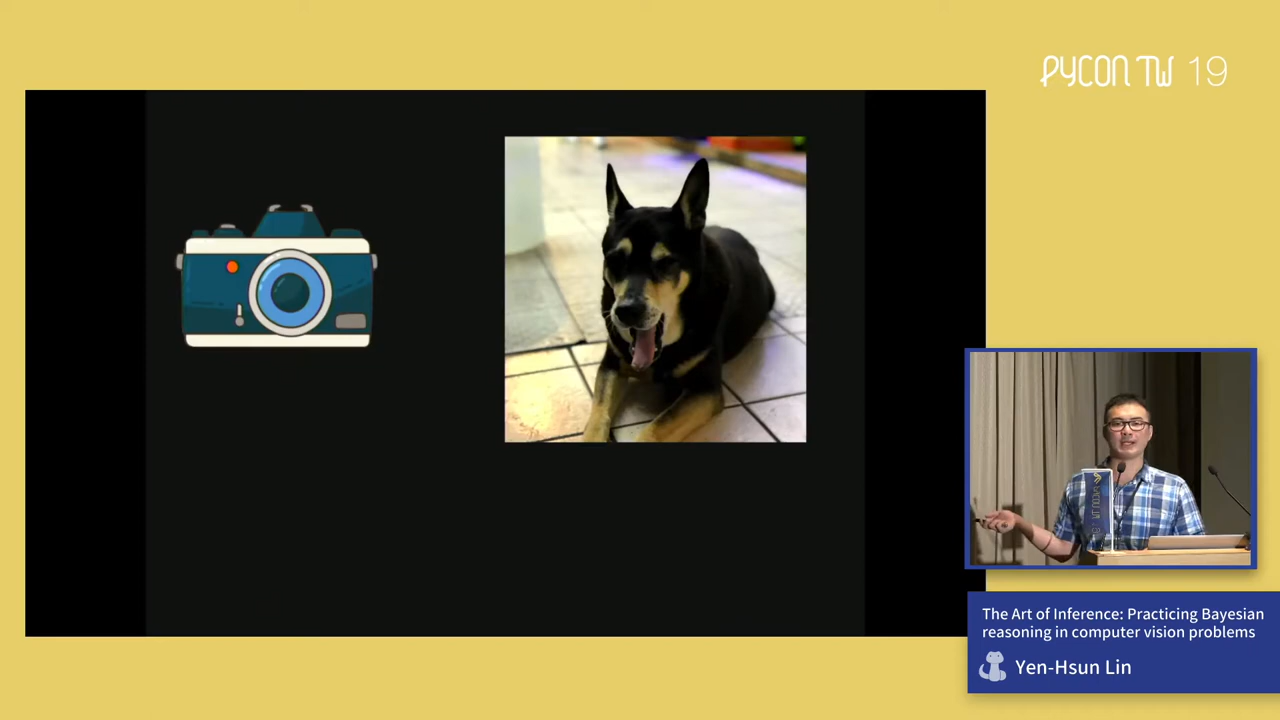 PYCON TW 19
The Art of Inference: Practicing Bayesian
reasoning in computer vision problems
Yen-Hsun Lin